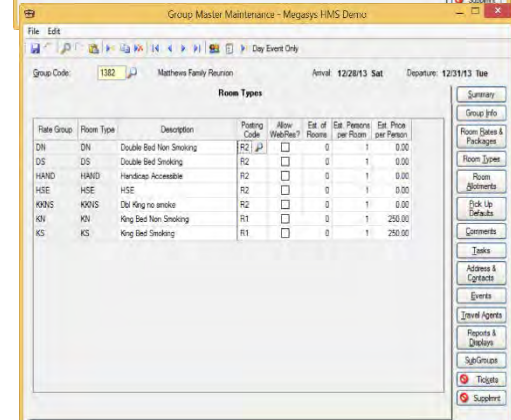 Supplmnt
Group Master Maintenance - Megasys HMS Demo
File Edit
Day Event Only
Group Code: 1382 Matthews Family Reunion Arrival: 12/28/13 Sat Departure: 12/31/13 Tue
Room Types
Rate Group Room Type Description Posting Code Allow WebRes? Est. of Rooms Est. Persons per Room Est. Price per Person
DN DN Double Bed Non Smoking R2 0 1 0.00
DS DS Double Bed Smoking R2 0 1 0.00
HAND HAND Handicap Accessible R2 0 1 0.00
HSE HSE HSE R2 0 1 0.00
KKNS KKNS Dbl King no smoke R2 0 1 0.00
KN KN King Bed Non Smoking R1 0 1 250.00
KS KS King Bed Smoking R1 0 1 250.00
Summary
Group Info
Room Rates &
Packages
Room Types
Room
Allotments
Pick Up
Defaults
Comments
Tasks
Address &
Contacts
Events
Travel Agents
Reports &
Displays
SubGroups
Tickets
Supplmnt